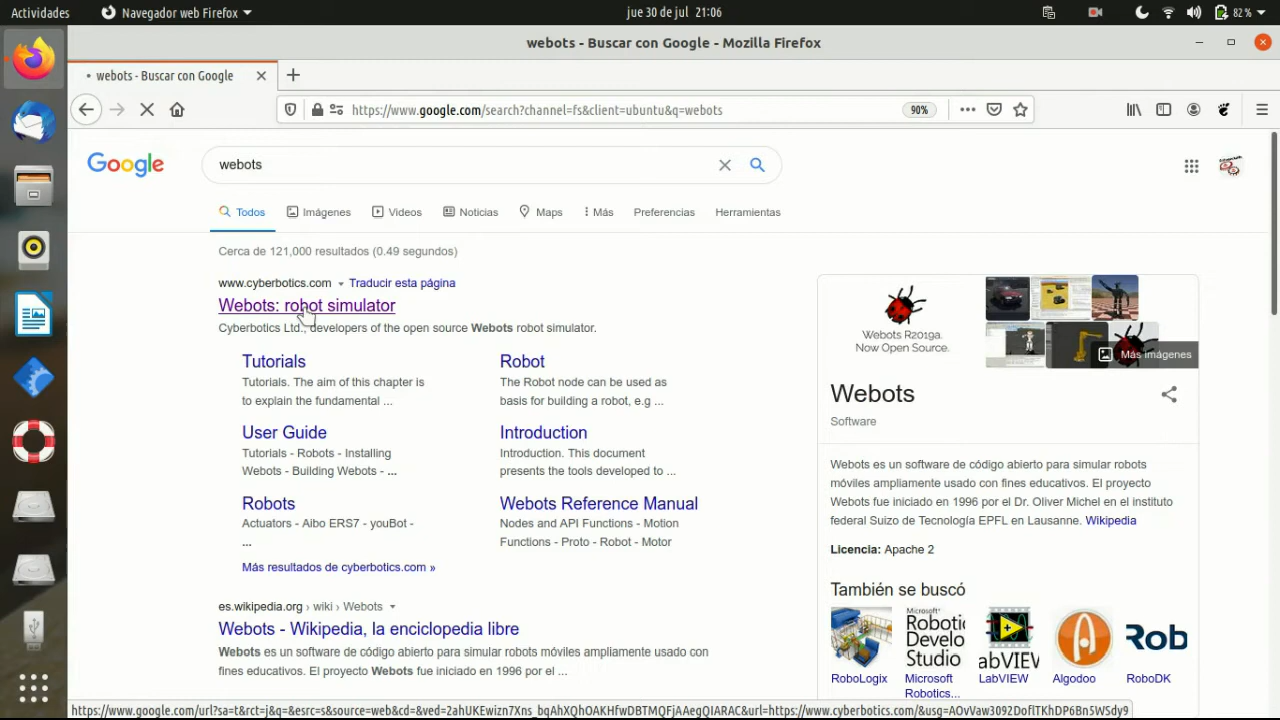 Actividades
Navegador web Firefox
jue 30 de jul 21:06
82 %
webots - Buscar con Google - Mozilla Firefox
webots - Buscar con Google
https://www.google.com/search?channel=fs&client=ubuntu&q=webots
90%
Google
webots
Todos
Imágenes
Videos
Noticias
Maps
Más
Preferencias
Herramientas
Cerca de 121,000 resultados (0.49 segundos)
www.cyberbotics.com
Traducir esta página
Webots: robot simulator
Cyberbotics Ltd., developers of the open source Webots robot simulator.
Tutorials
Tutorials. The aim of this chapter is
to explain the fundamental ...
Robot
The Robot node can be used as
basis for building a robot, e.g ...
User Guide
Tutorials - Robots - Installing
Webots - Building Webots - ...
Introduction
Introduction. This document
presents the tools developed to ...
Robots
Actuators - Aibo ERS7 - youBot -
...
Webots Reference Manual
Nodes and API Functions - Motion
Functions - Proto - Robot - Motor
Más resultados de cyberbotics.com »
es.wikipedia.org › wiki › Webots
Webots - Wikipedia, la enciclopedia libre
Webots es un software de código abierto para simular robots móviles ampliamente usado con
fines educativos. El proyecto Webots fue iniciado en 1996 por el ...
Webots R2019a.
Now Open Source.
Más imágenes
Webots
Software
Webots es un software de código abierto para simular robots
móviles ampliamente usado con fines educativos. El proyecto
Webots fue iniciado en 1996 por el Dr. Oliver Michel en el instituto
federal Suizo de Tecnología EPFL en Lausanne. Wikipedia
Licencia: Apache 2
También se buscó
Microsoft
Robotic
Develo
Studio
LabVIEW
Rob
RoboLogix
Microsoft
Robotics...
LabVIEW
Algodoo
RoboDK